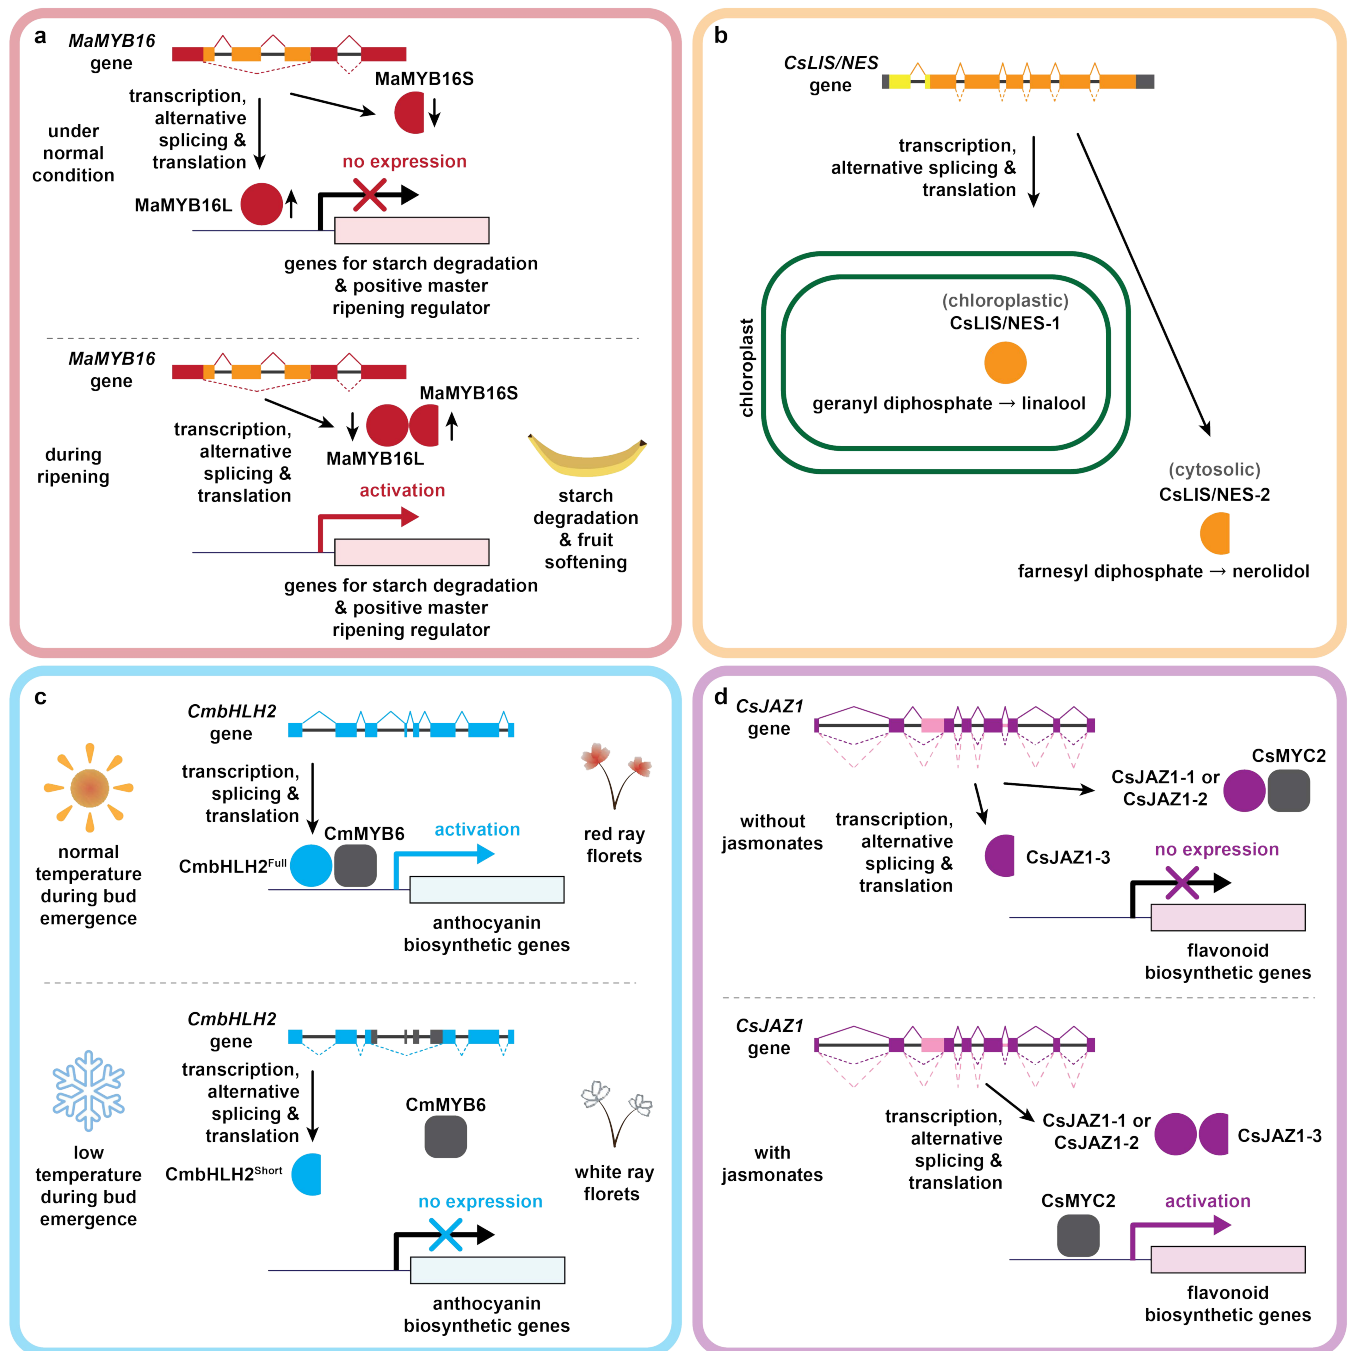 a
MaMYB16
gene
MaMYB16S
transcription,
alternative
splicing &
translation
under
normal
condition
no expression
MaMYB16L
genes for starch degradation
& positive master
ripening regulator
MaMYB16
gene
MaMYB16S
transcription,
alternative
splicing &
translation
MaMYB16L
during
ripening
activation
starch
degradation
& fruit
softening
genes for starch degradation
& positive master
ripening regulator
b
CsLIS/NES
gene
transcription,
alternative splicing &
translation
chloroplast
(chloroplastic)
CsLIS/NES-1
geranyl diphosphate → linalool
(cytosolic)
CsLIS/NES-2
farnesyl diphosphate → nerolidol
c
CmbHLH2
gene
transcription,
splicing &
translation
normal
temperature
during bud
emergence
CmMYB6
CmbHLH2Full
activation
red ray
florets
anthocyanin
biosynthetic genes
CmbHLH2
gene
transcription,
alternative
splicing &
translation
CmMYB6
low
temperature
during bud
emergence
CmbHLH2Short
white ray
florets
no expression
anthocyanin
biosynthetic genes
d
CsJAZ1
gene
CsMYC2
CsJAZ1-1 or
CsJAZ1-2
without
jasmonates
transcription,
alternative
splicing &
translation
CsJAZ1-3
no expression
flavonoid
biosynthetic genes
CsJAZ1
gene
transcription,
alternative
splicing &
translation
CsJAZ1-1 or
CsJAZ1-2
CsJAZ1-3
with
jasmonates
CsMYC2
activation
flavonoid
biosynthetic genes